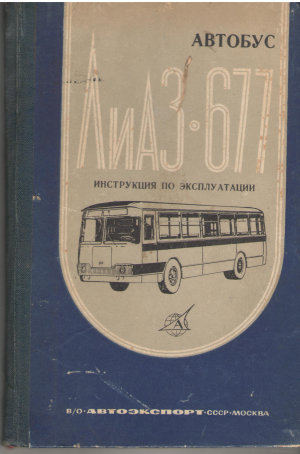 АВТОБУС
ЛиАЗ·677
ИНСТРУКЦИЯ ПО ЭКСПЛУАТАЦИИ
А
В/О·АВТОЭКСПОРТ·СССР·МОСКВА